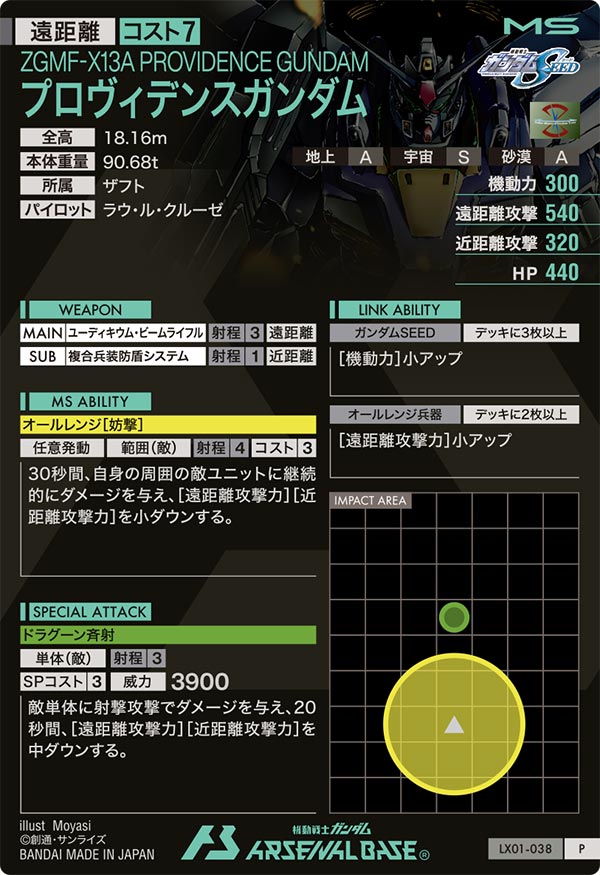 遠距離 コスト7
MS
ZGMF-X13A PROVIDENCE GUNDAM
プロヴィデンスガンダム
機動戦士
ガンダムSEED
全高 18.16m
本体重量 90.68t
所属 ザフト
パイロット ラウ・ル・クルーゼ
地上 A 宇宙 S 砂漠 A
機動力 300
遠距離攻撃 540
近距離攻撃 320
HP 440
WEAPON
MAIN ユーディキウム・ビームライフル 射程 3 遠距離
SUB 複合兵装防盾システム 射程 1 近距離
MS ABILITY
オールレンジ[妨撃]
任意発動 範囲(敵) 射程 4 コスト 3
30秒間、自身の周囲の敵ユニットに継続
的にダメージを与え、[遠距離攻撃力][近
距離攻撃力]を小ダウンする。
SPECIAL ATTACK
ドラグーン斉射
単体(敵) 射程 3
SPコスト 3 威力 3900
敵単体に射撃攻撃でダメージを与え、20
秒間、[遠距離攻撃力][近距離攻撃力]を
中ダウンする。
LINK ABILITY
ガンダムSEED デッキに3枚以上
[機動力]小アップ
オールレンジ兵器 デッキに2枚以上
[遠距離攻撃力]小アップ
IMPACT AREA
illust Moyasi
©創通・サンライズ
BANDAI MADE IN JAPAN
機動戦士ガンダム
ARSENAL BASE®
LX01-038 P